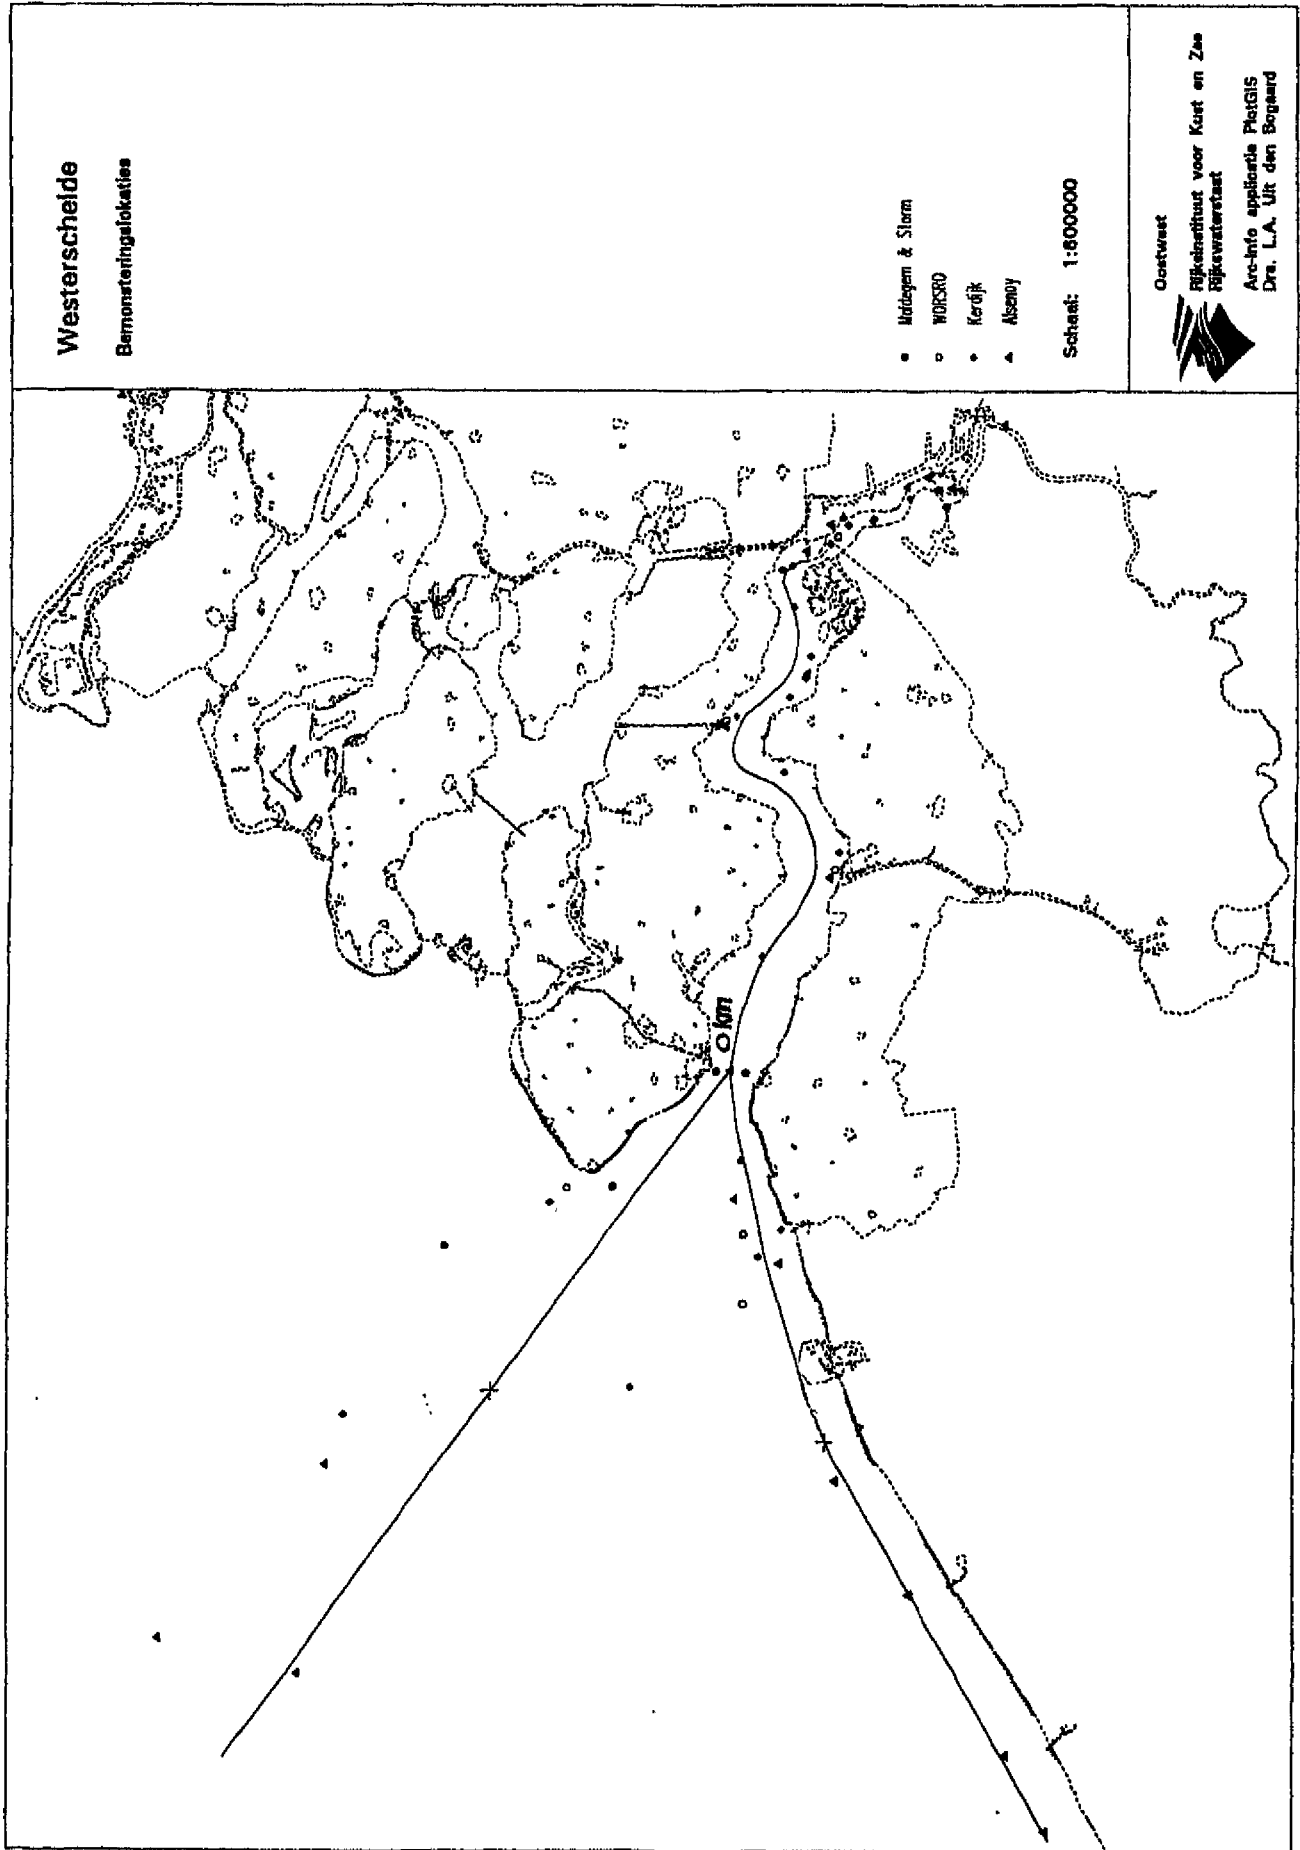 Westerschelde
Bemonsteringslokaties
Maldegem & Storm
WORSRO
Kerdijk
Alsenoy
Schaal: 1:600000
Oostwest
Rijksinstituut voor Kust en Zee
Rijkswaterstaat
Arc-Info applicatie PlotGIS
Drs. L.A. Uit den Bogaard
0 km